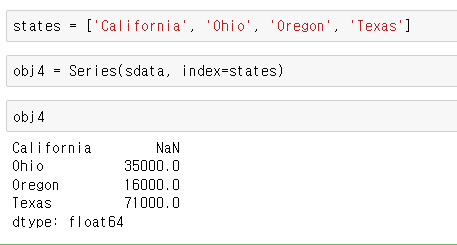 states = ['California', 'Ohio', 'Oregon', 'Texas']
obj4 = Series(sdata, index=states)
obj4
California NaN
Ohio 35000.0
Oregon 16000.0
Texas 71000.0
dtype: float64